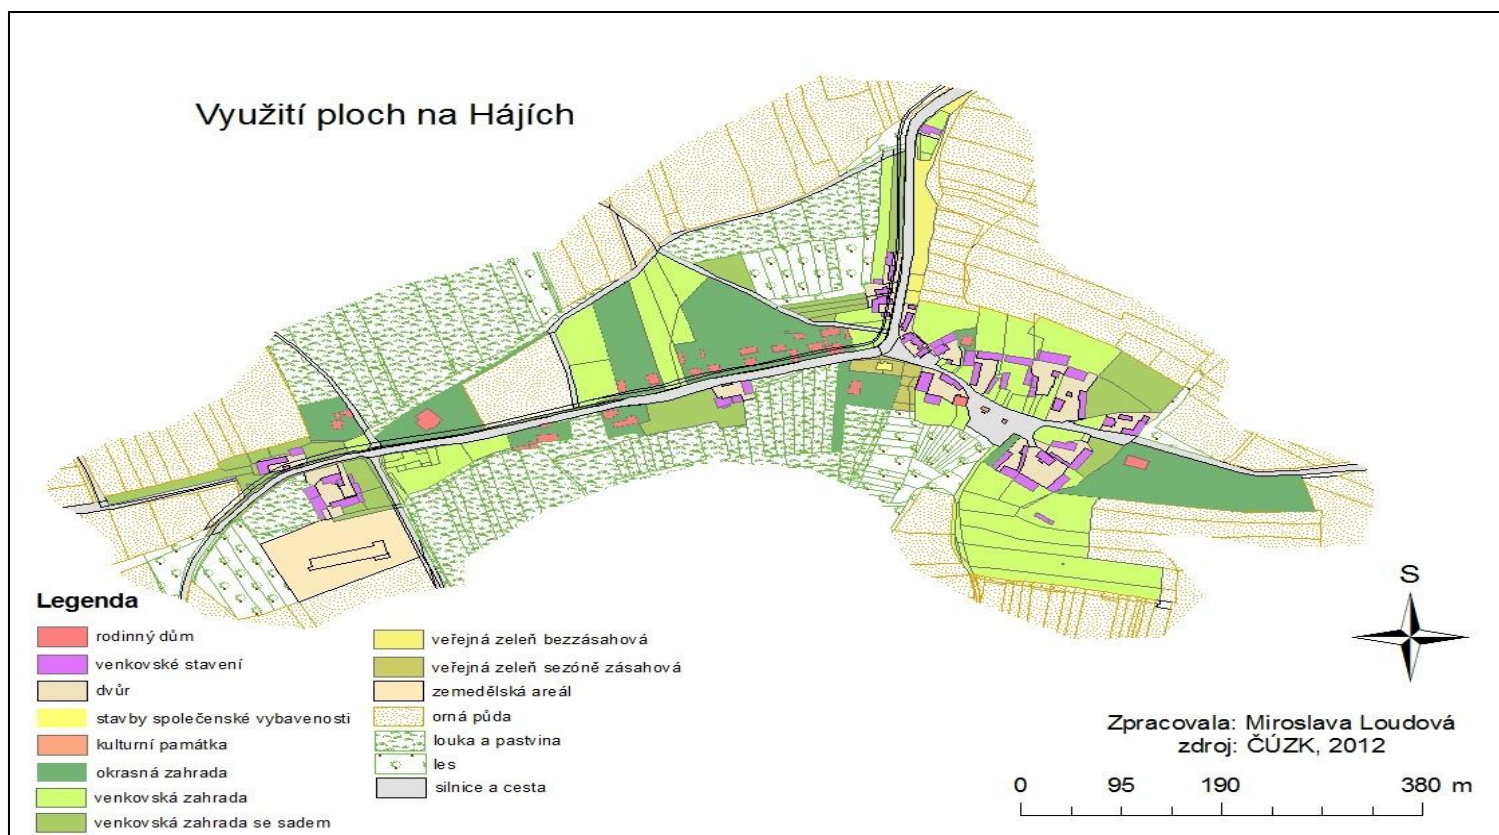 Využití ploch na Hájích
Legenda
rodinný dům
venkovské stavení
dvůr
stavby společenské vybavenosti
kulturní památka
okrasná zahrada
venkovská zahrada
venkovská zahrada se sadem
veřejná zeleň bezzásahová
veřejná zeleň sezóně zásahová
zemedělská areál
orná půda
louka a pastvina
les
silnice a cesta
S
Zpracovala: Miroslava Loudová
zdroj: ČÚZK, 2012
0 95 190 380 m